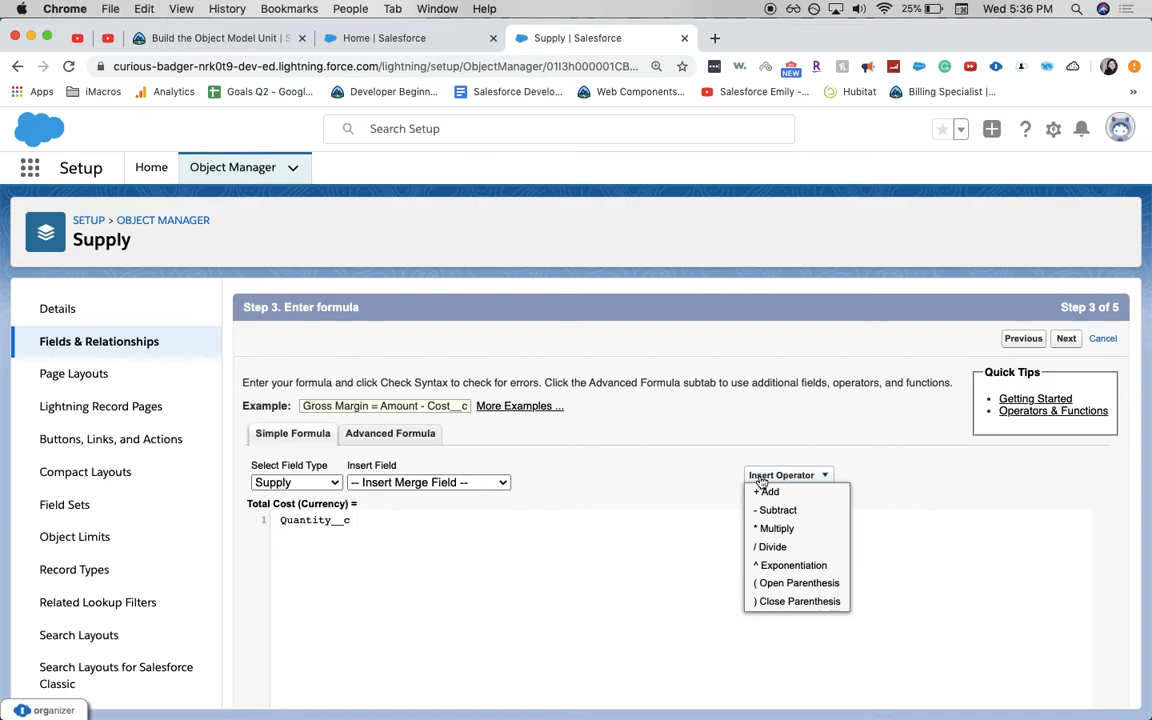 Chrome File Edit View History Bookmarks People Tab Window Help 25% Wed 5:36 PM
Build the Object Model Unit | S Home | Salesforce Supply | Salesforce
curious-badger-nrk0t9-dev-ed.lightning.force.com/lightning/setup/ObjectManager/01I3h000001CB... NEW
Apps iMacros Analytics Goals Q2 - Googl... Developer Beginn... Salesforce Develo... Web Components... Salesforce Emily -... Hubitat Billing Specialist |... »
Search Setup
Setup Home Object Manager
SETUP > OBJECT MANAGER
Supply
Details
Fields & Relationships
Page Layouts
Lightning Record Pages
Buttons, Links, and Actions
Compact Layouts
Field Sets
Object Limits
Record Types
Related Lookup Filters
Search Layouts
Search Layouts for Salesforce
Classic
organizer
Step 3. Enter formula Step 3 of 5
Previous Next Cancel
Enter your formula and click Check Syntax to check for errors. Click the Advanced Formula subtab to use additional fields, operators, and functions.
Example: Gross Margin = Amount - Cost__c More Examples ...
Quick Tips
• Getting Started
• Operators & Functions
Simple Formula Advanced Formula
Select Field Type Insert Field
Supply -- Insert Merge Field -- Insert Operator
Total Cost (Currency) =
1 Quantity__c
+ Add
- Subtract
* Multiply
/ Divide
^ Exponentiation
( Open Parenthesis
) Close Parenthesis